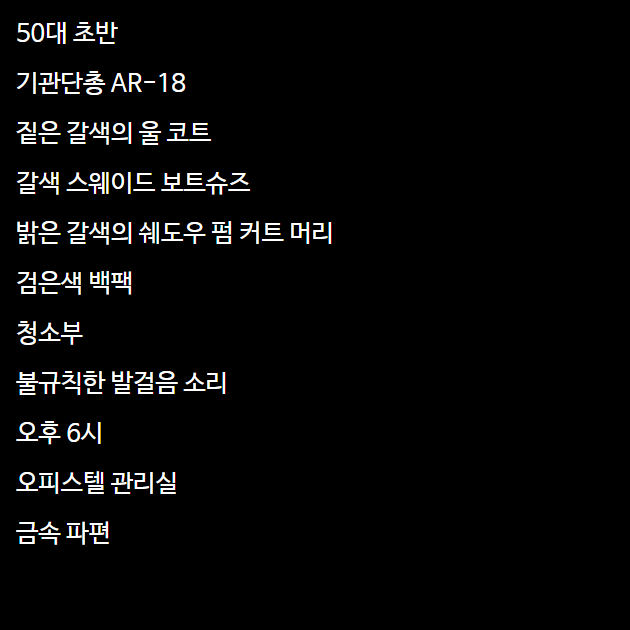 50대 초반
기관단총 AR-18
짙은 갈색의 울 코트
갈색 스웨이드 보트슈즈
밝은 갈색의 쉐도우 펌 커트 머리
검은색 백팩
청소부
불규칙한 발걸음 소리
오후 6시
오피스텔 관리실
금속 파편